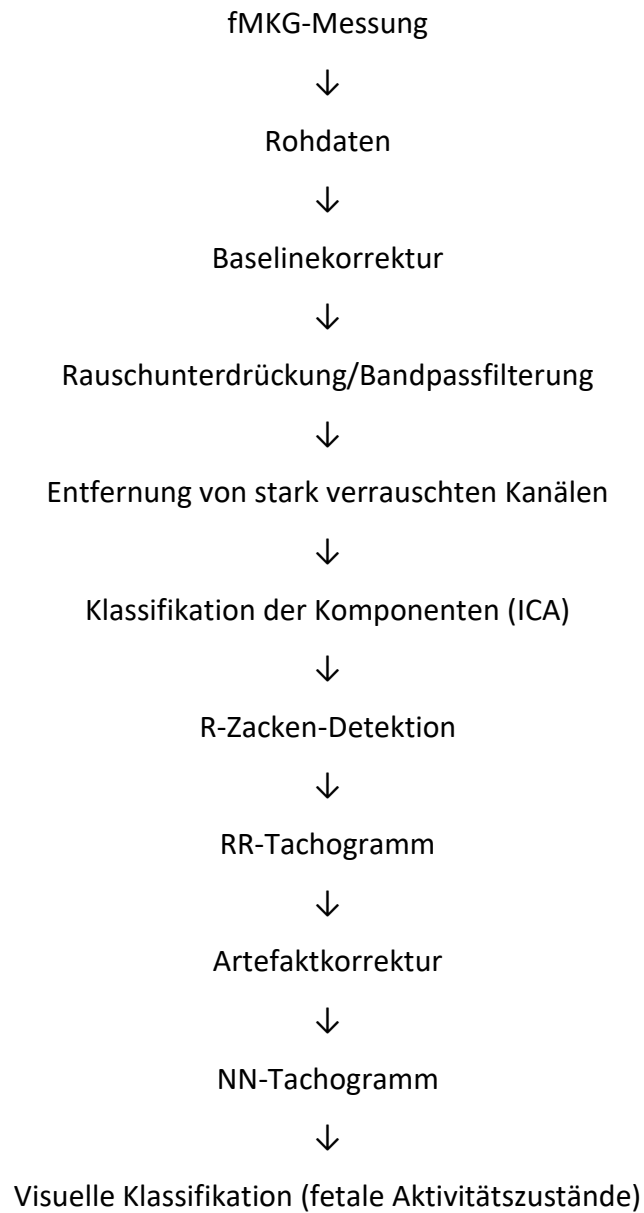 fMKG-Messung
↓
Rohdaten
↓
Baselinekorrektur
↓
Rauschunterdrückung/Bandpassfilterung
↓
Entfernung von stark verrauschten Kanälen
↓
Klassifikation der Komponenten (ICA)
↓
R-Zacken-Detektion
↓
RR-Tachogramm
↓
Artefaktkorrektur
↓
NN-Tachogramm
↓
Visuelle Klassifikation (fetale Aktivitätszustände)